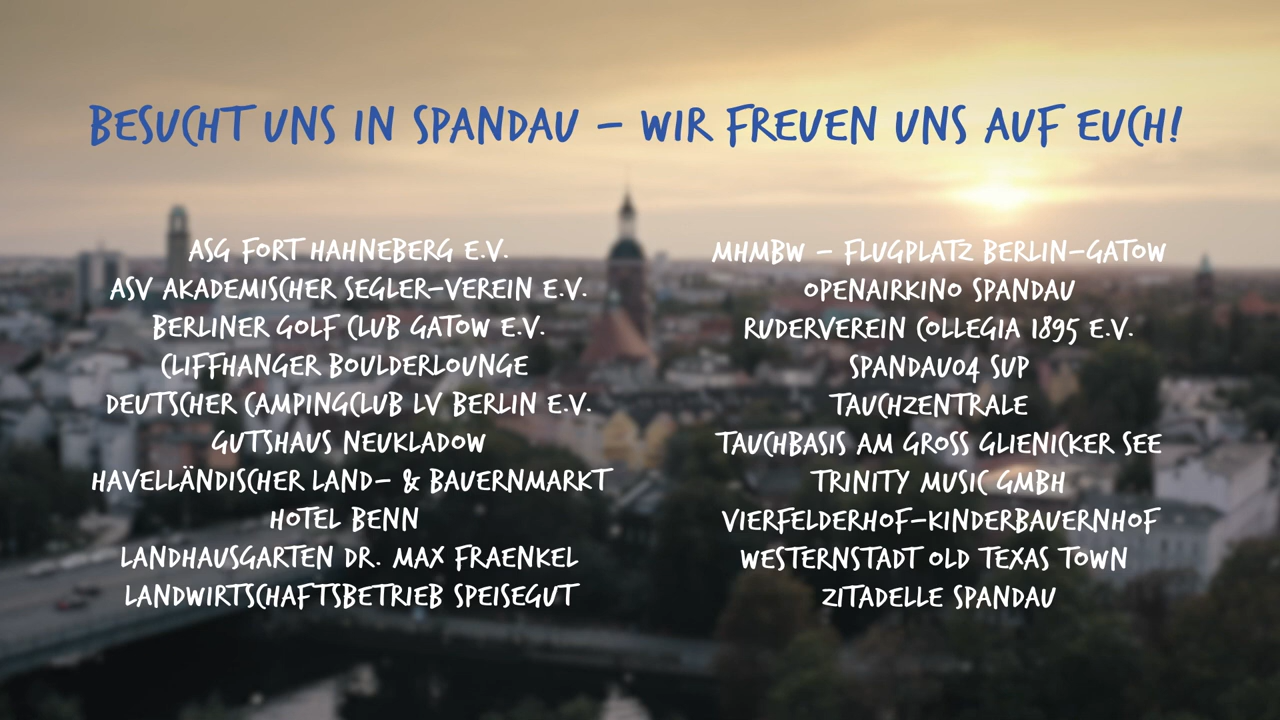 BESUCHT UNS IN SPANDAU – WIR FREUEN UNS AUF EUCH!
ASG FORT HAHNEBERG E.V.
ASV AKADEMISCHER SEGLER-VEREIN E.V.
BERLINER GOLF CLUB GATOW E.V.
CLIFFHANGER BOULDERLOUNGE
DEUTSCHER CAMPINGCLUB LV BERLIN E.V.
GUTSHAUS NEUKLADOW
HAVELLÄNDISCHER LAND- & BAUERNMARKT
HOTEL BENN
LANDHAUSGARTEN DR. MAX FRAENKEL
LANDWIRTSCHAFTSBETRIEB SPEISEGUT
MHMBW – FLUGPLATZ BERLIN-GATOW
OPENAIRKINO SPANDAU
RUDERVEREIN COLLEGIA 1895 E.V.
SPANDAU04 SUP
TAUCHZENTRALE
TAUCHBASIS AM GROSS GLIENICKER SEE
TRINITY MUSIC GMBH
VIERFELDERHOF-KINDERBAUERNHOF
WESTERNSTADT OLD TEXAS TOWN
ZITADELLE SPANDAU